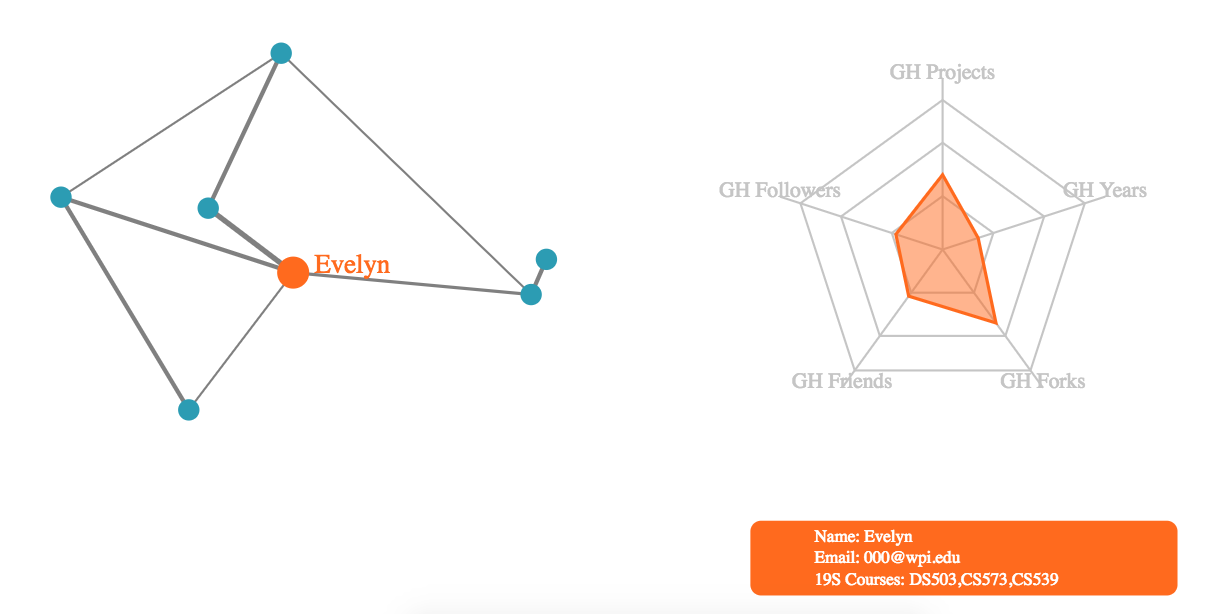 Evelyn
GH Projects
GH Followers
GH Years
GH Friends
GH Forks
Name: Evelyn
Email: 000@wpi.edu
19S Courses: DS503,CS573,CS539